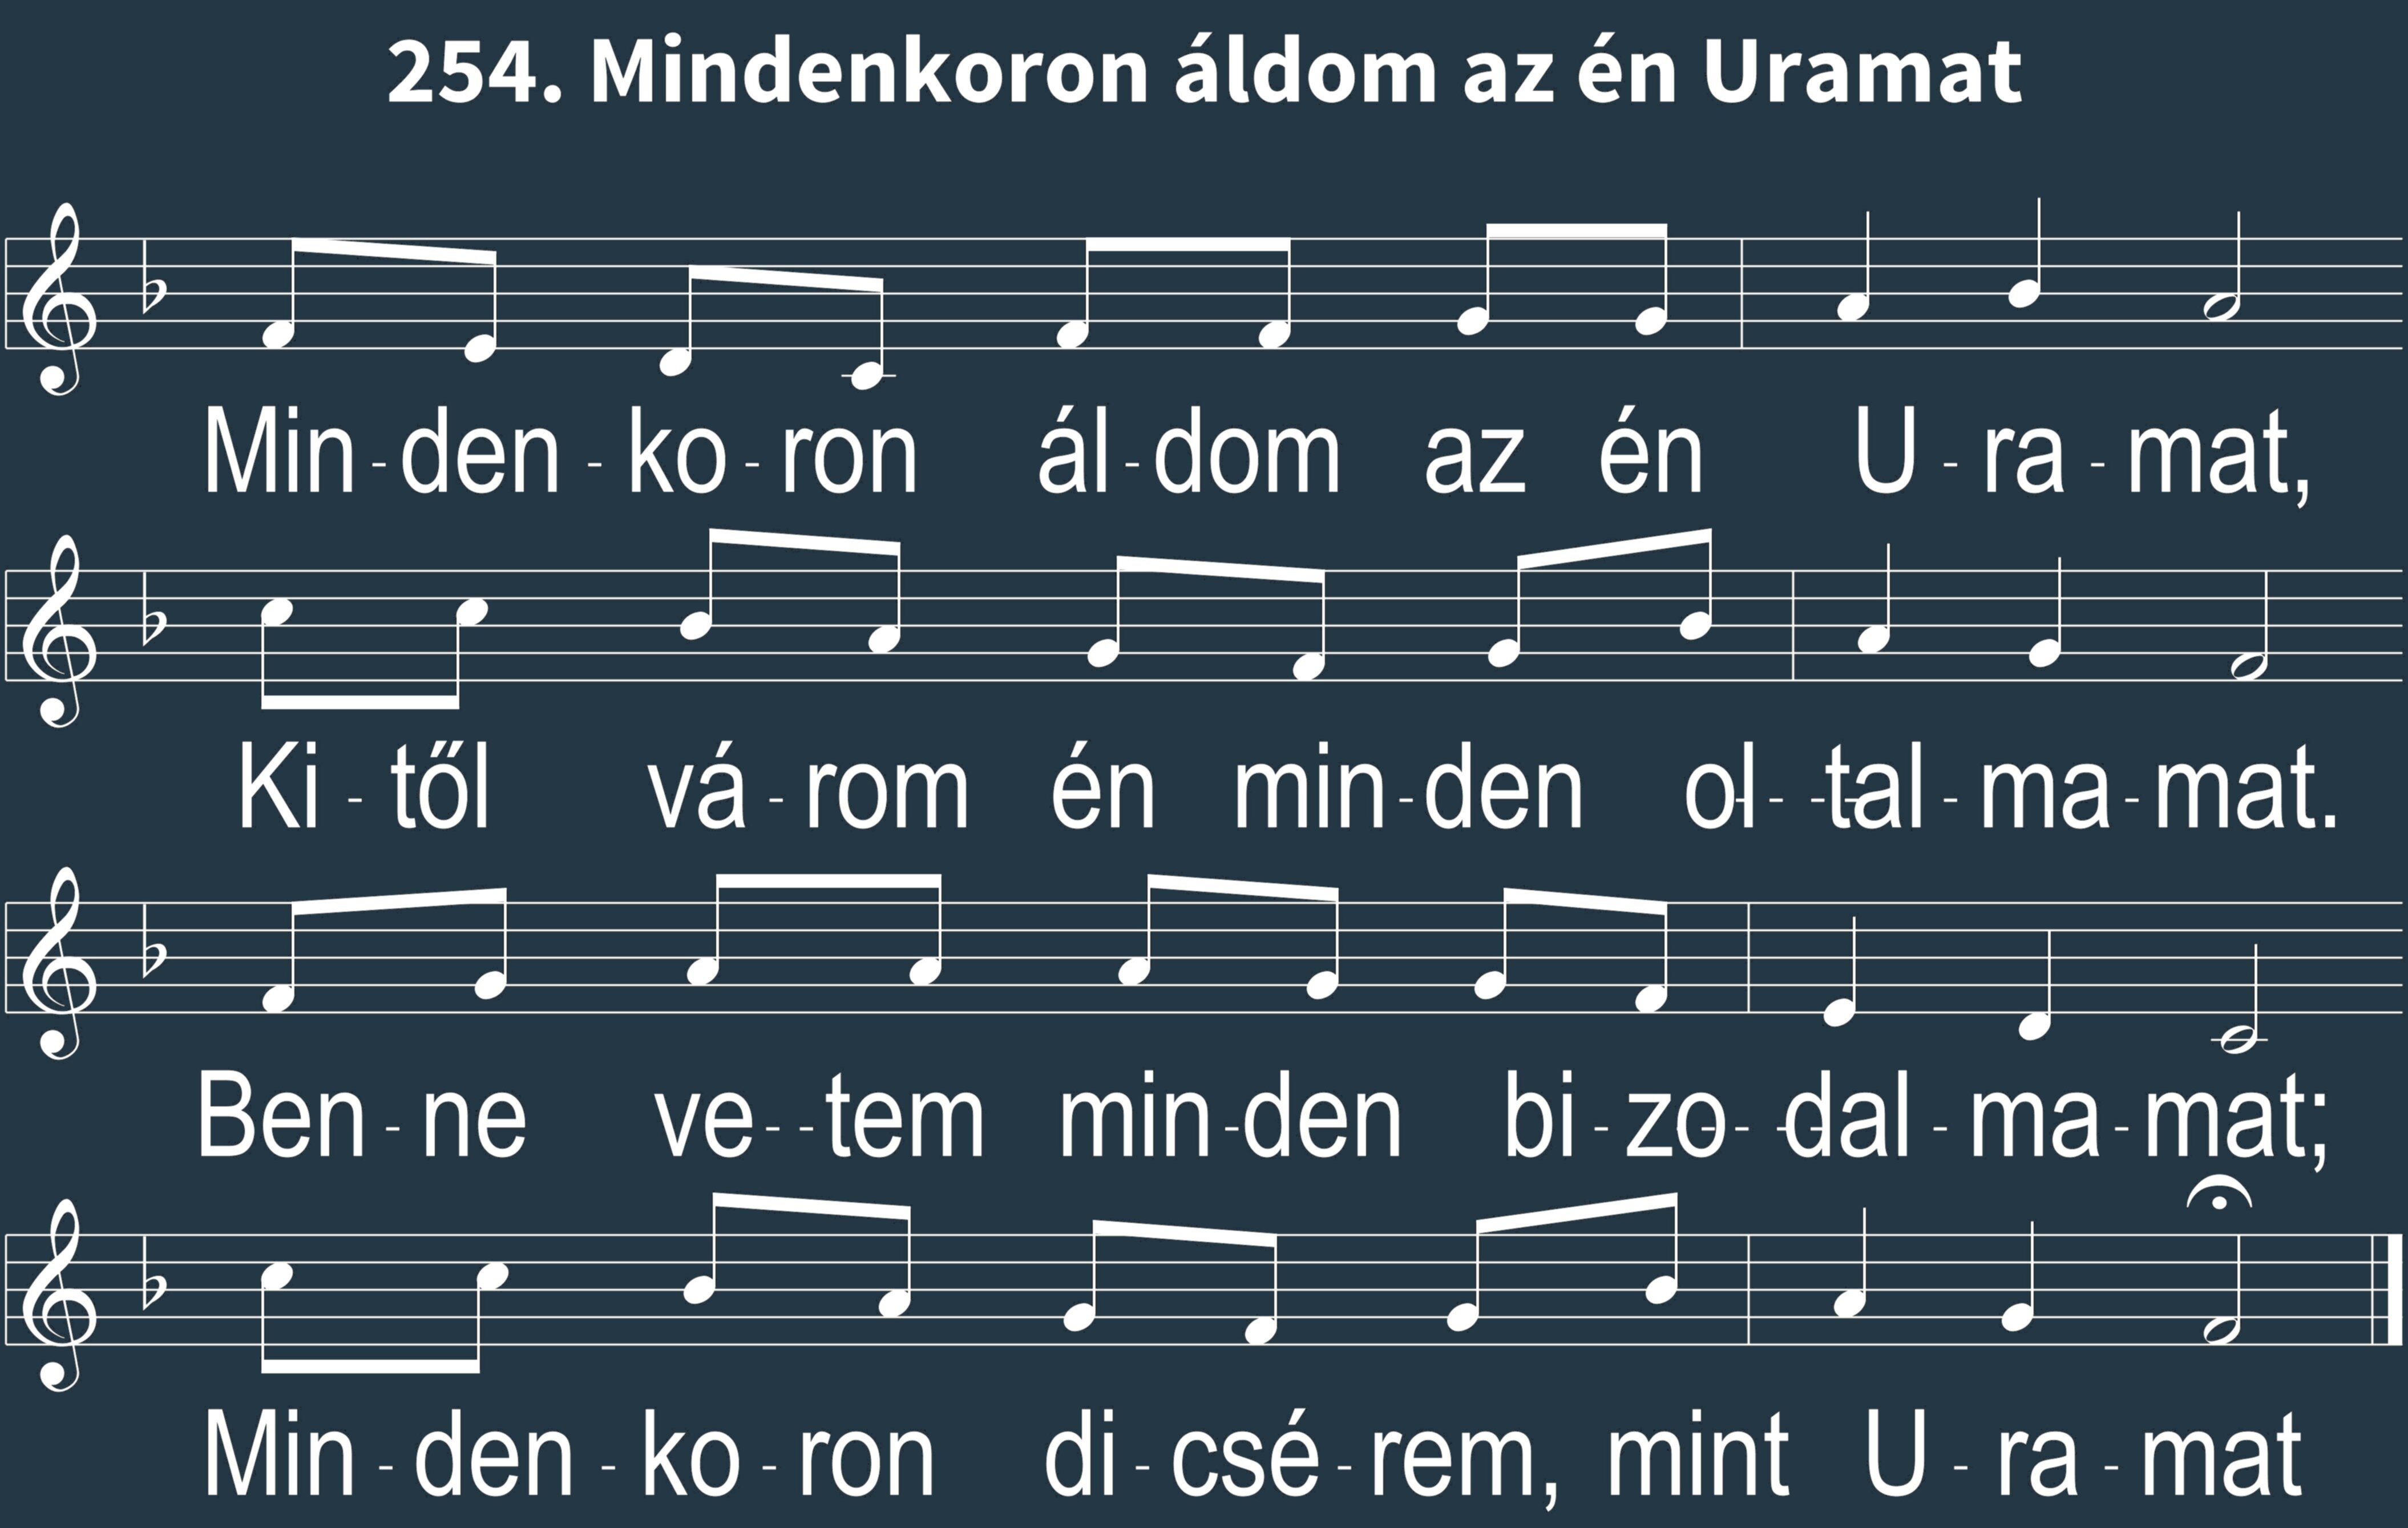 254. Mindenkoron áldom az én Uramat
Min - den - ko - ron ál - dom az én U - ra - mat,
Ki - től vá - rom én min - den ol - - -tal - ma - mat.
Ben - ne ve - - tem min - den bi - zo - - dal - ma - mat;
Min - den - ko - ron di - csé - rem, mint U - ra - mat